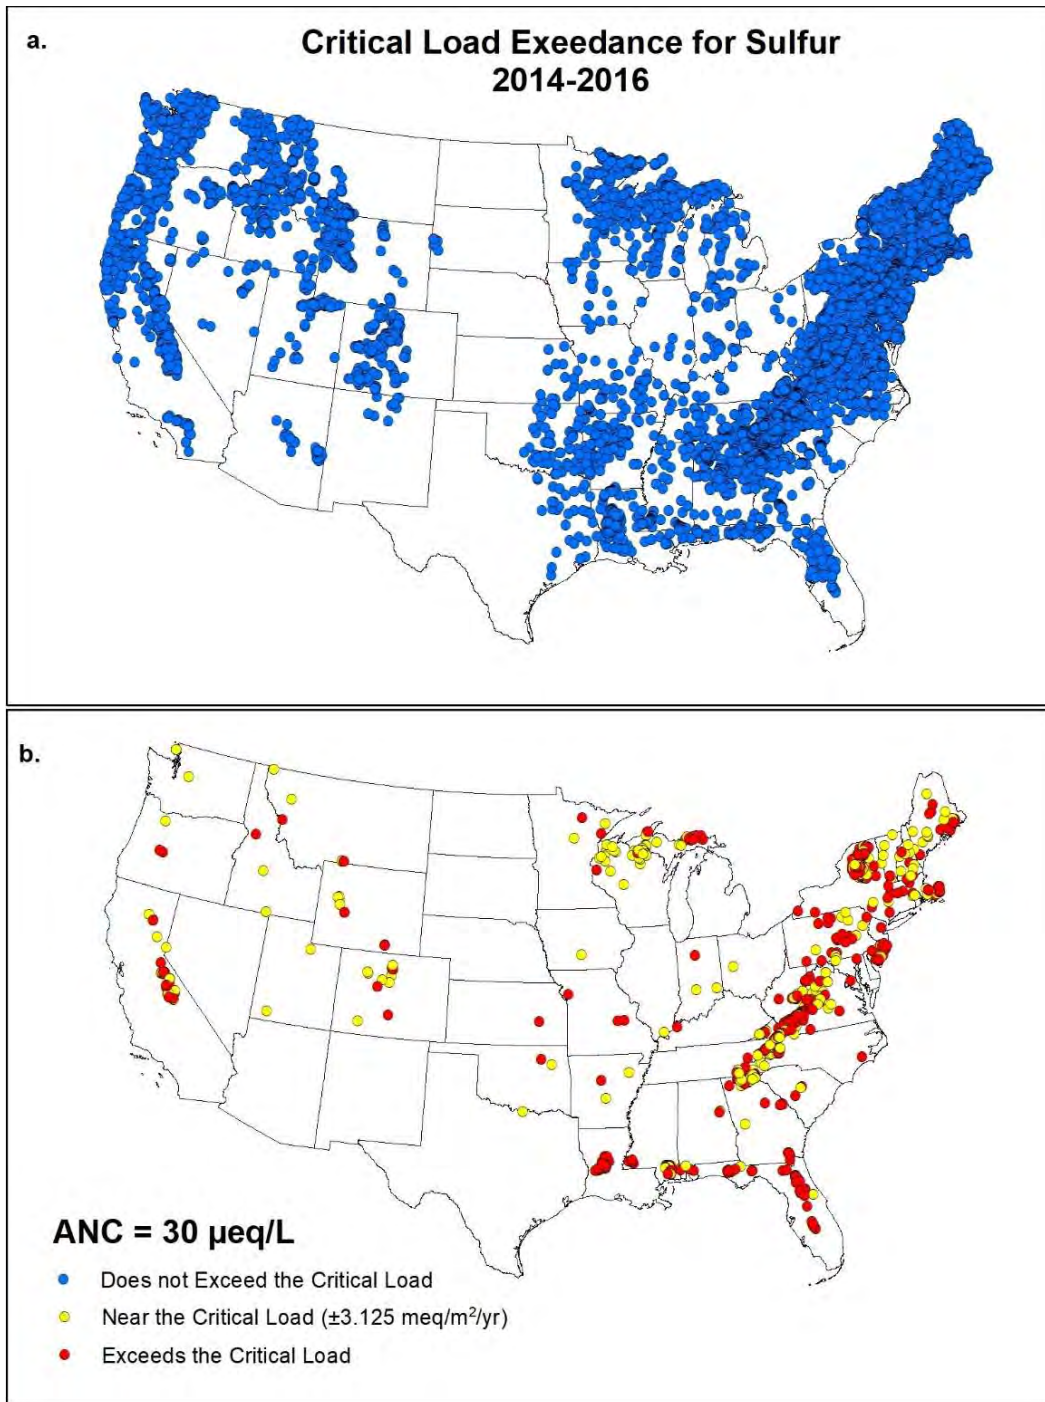 a.
Critical Load Exeedance for Sulfur
2014-2016
b.
ANC = 30 µeq/L
Does not Exceed the Critical Load
Near the Critical Load (±3.125 meq/m²/yr)
Exceeds the Critical Load